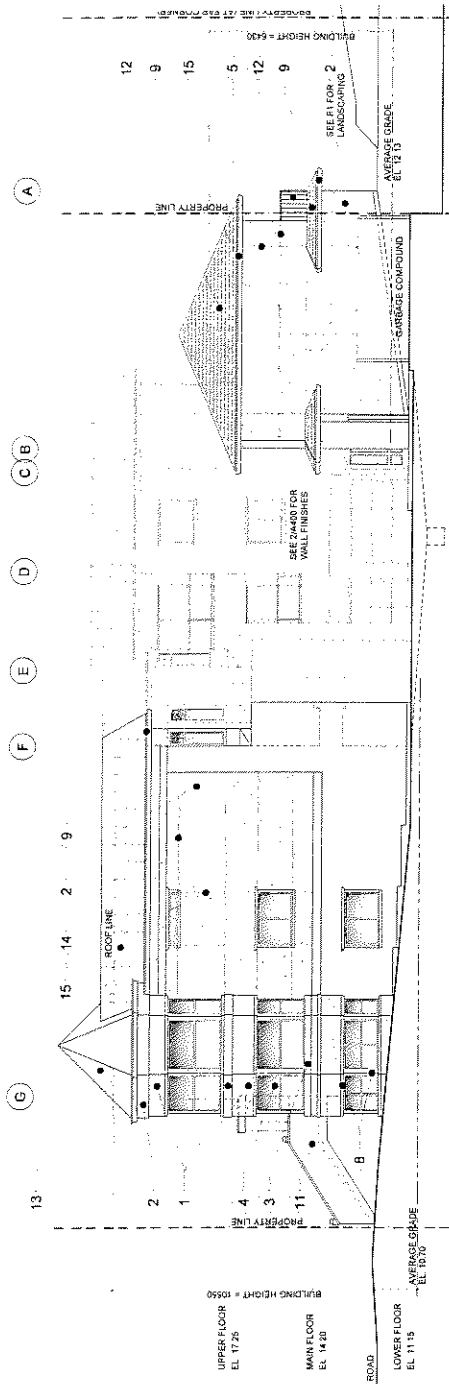 G
F
E
D
C
B
A
13
15
14
2
9
12
9
15
5
12
9
2
2
1
4
3
11
8
ROOF LINE
PROPERTY LINE
PROPERTY LINE
PROPERTY LINE (AT
BUILDING HEIGHT = 10550
BUILDING HEIGHT = 6430
UPPER FLOOR
EL 17.25
MAIN FLOOR
EL 14.20
LOWER FLOOR
EL 11.15
ROAD
AVERAGE GRADE
EL. 10.70
SEE 2/A400 FOR
WALL FINISHES
GARBAGE COMPOUND
SEE R1 FOR
LANDSCAPING
AVERAGE GRADE
EL 12.13